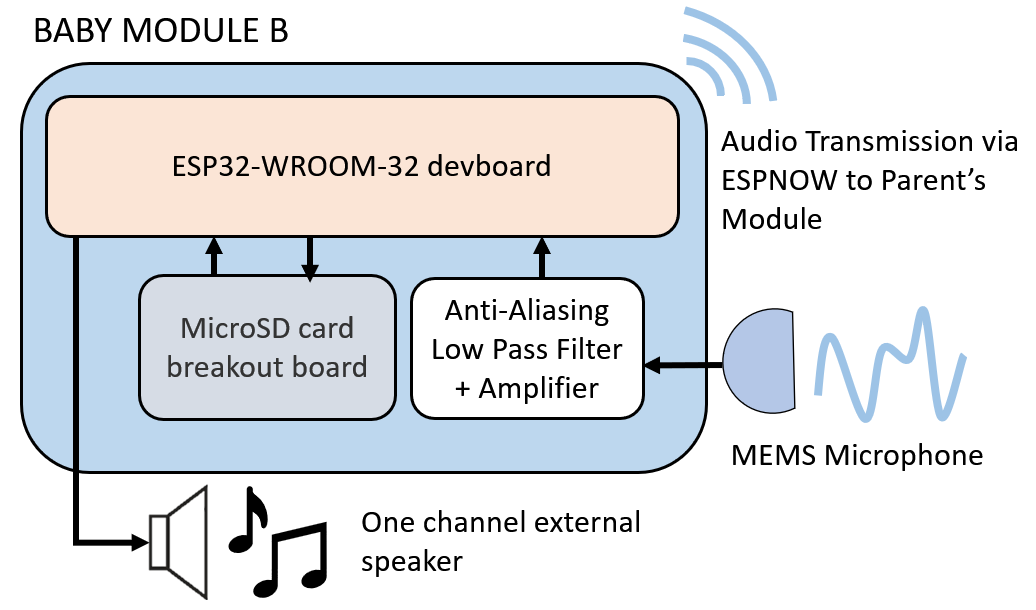 BABY MODULE B
ESP32-WROOM-32 devboard
Audio Transmission via
ESPNOW to Parent’s
Module
MicroSD card
breakout board
Anti-Aliasing
Low Pass Filter
+ Amplifier
MEMS Microphone
One channel external
speaker